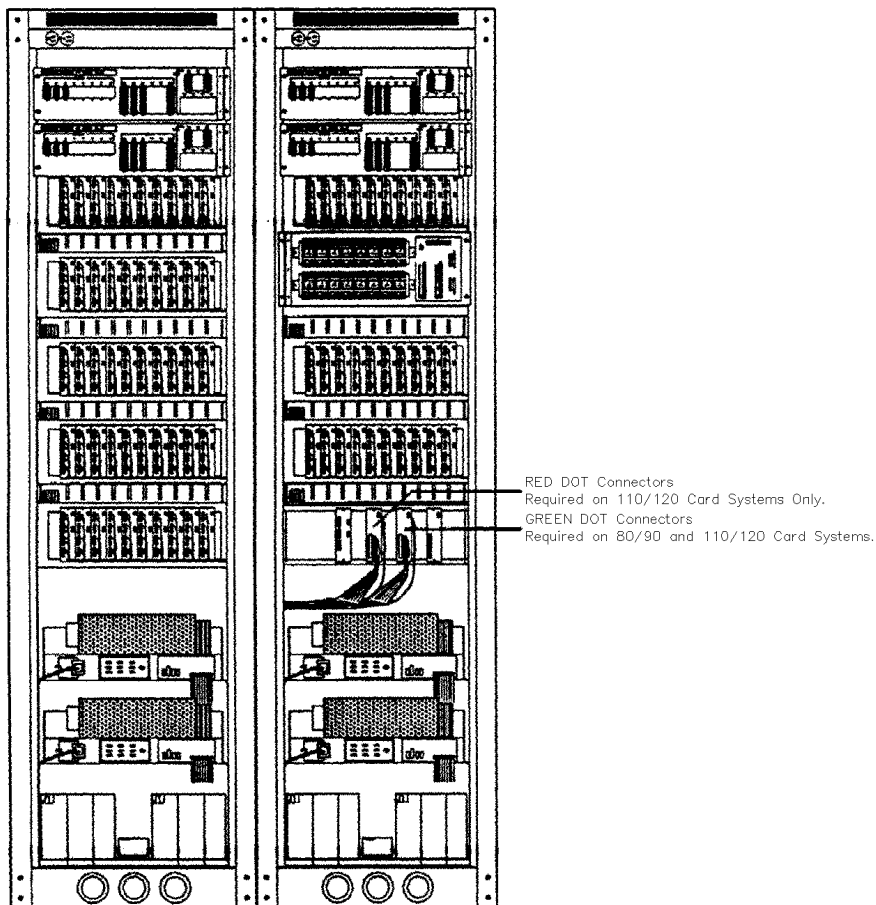 RED DOT Connectors
Required on 110/120 Card Systems Only.
GREEN DOT Connectors
Required on 80/90 and 110/120 Card Systems.